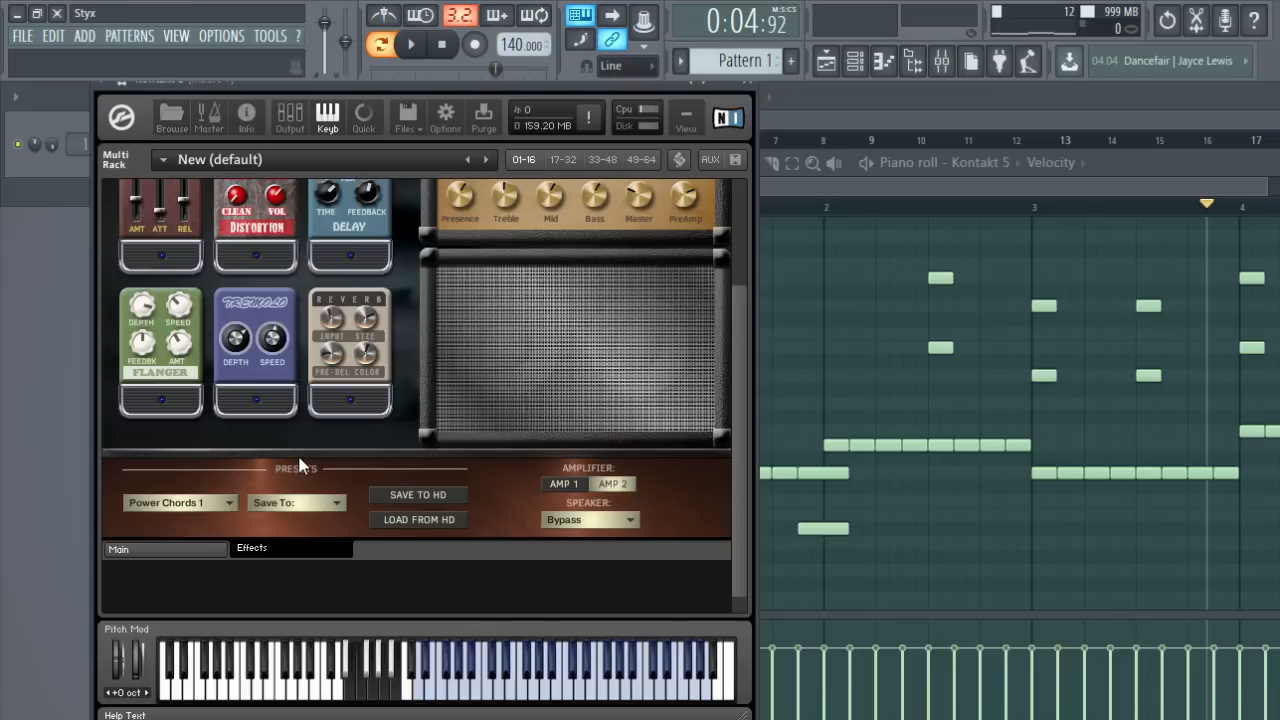 Styx
FILE EDIT ADD PATTERNS VIEW OPTIONS TOOLS ?
3.2.
140.000
0:04:92
M:S:CS
Line
Pattern 1
12
999 MB
0
04.04 Dancefair | Jayce Lewis
Browse Master Info Output Keyb Quick Files Options Purge
0
159.20 MB
Cpu
Disk
View
NI
Multi Rack
New (default)
01-16 17-32 33-48 49-64 AUX
7 8 9 10 11 12 13 14 15 16 17
Piano roll - Kontakt 5 Velocity
2 3 4
AMT ATT REL
CLEAN VOL
DISTORTION
TIME FEEDBACK
DELAY
Presence Treble Mid Bass Master PreAmp
DEPTH SPEED
FEEDBK AMT
FLANGER
TREMOLO
DEPTH SPEED
REVERB
INPUT SIZE
PRE-DEL COLOR
PRESETS
Power Chords 1
Save To:
SAVE TO HD
LOAD FROM HD
AMPLIFIER:
AMP 1 AMP 2
SPEAKER:
Bypass
Main Effects
Pitch Mod
+0 oct
Help Text